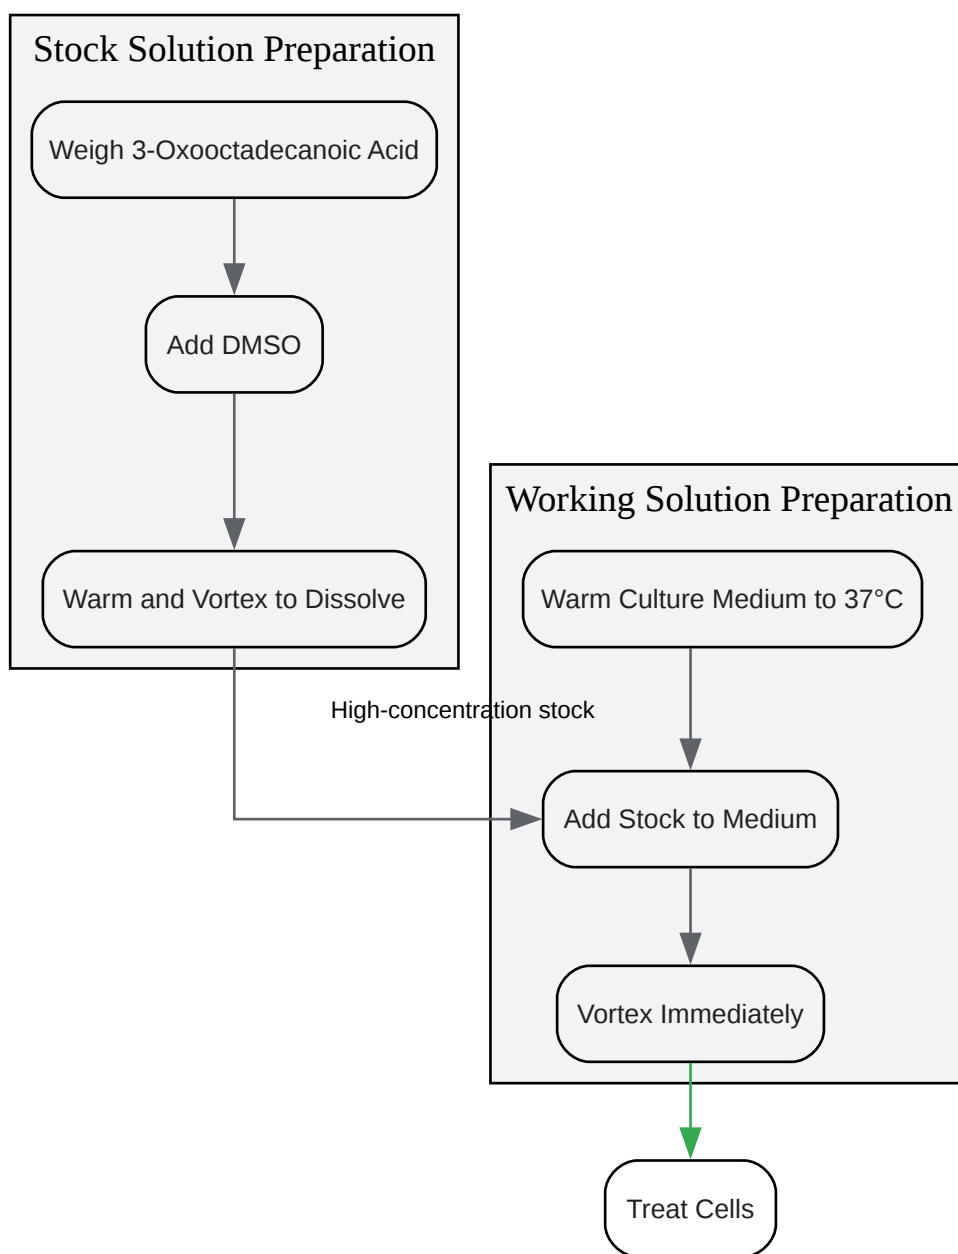 Stock Solution Preparation
Weigh 3-Oxooctadecanoic Acid
Add DMSO
Warm and Vortex to Dissolve
High-concentration stock
Working Solution Preparation
Warm Culture Medium to 37°C
Add Stock to Medium
Vortex Immediately
Treat Cells